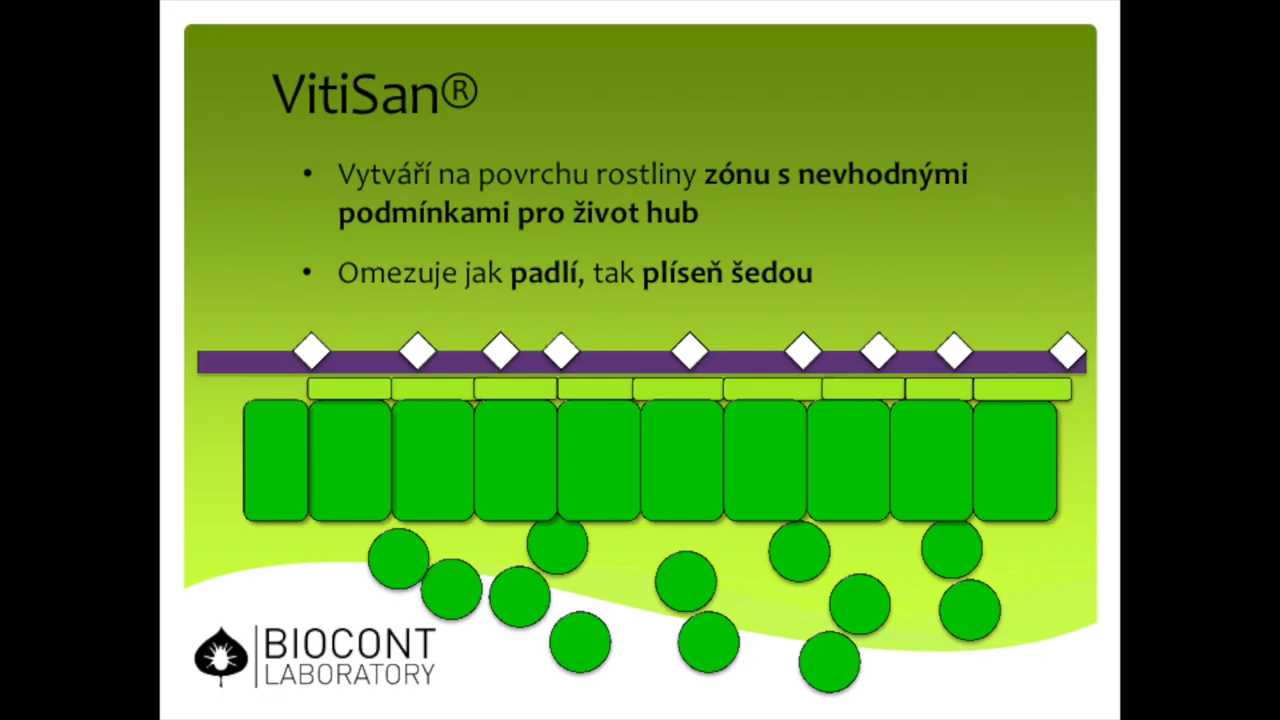 VitiSan®
• Vytváří na povrchu rostliny zónu s nevhodnými
podmínkami pro život hub
• Omezuje jak padlí, tak plíseň šedou
BIOCONT
LABORATORY